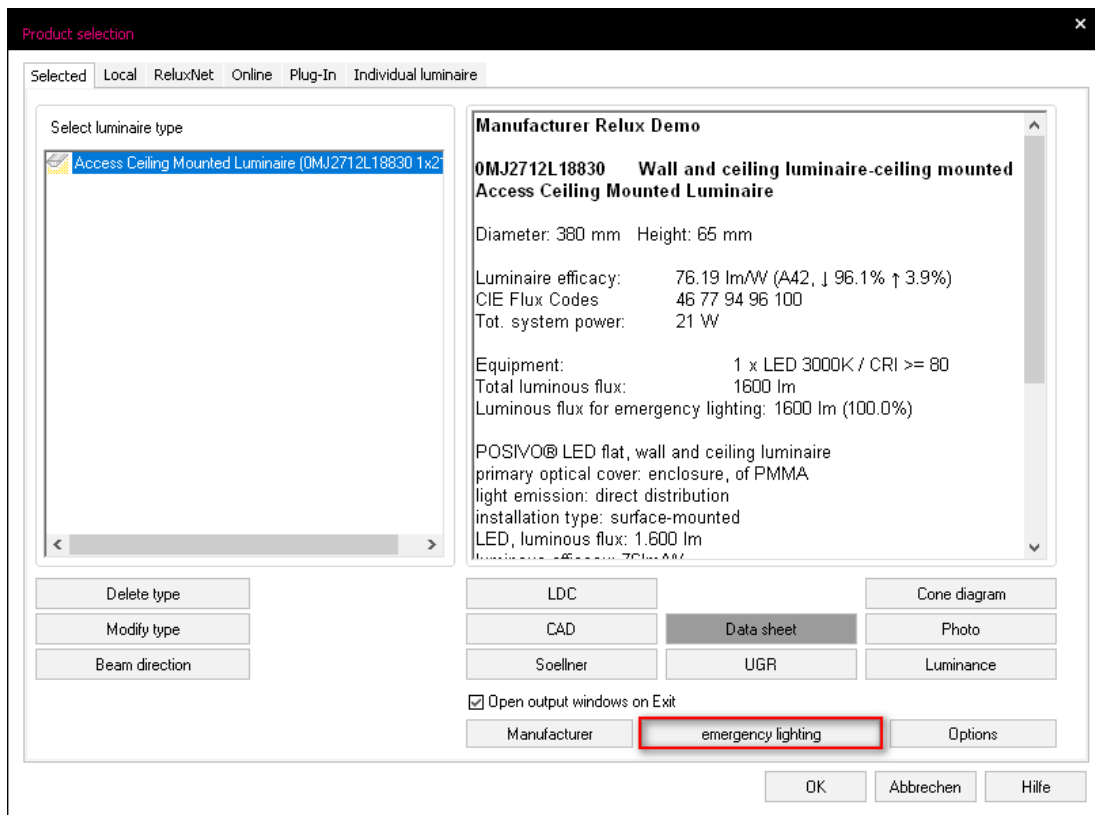 Product selection
Selected Local ReluxNet Online Plug-In Individual luminaire
Select luminaire type
Access Ceiling Mounted Luminaire (0MJ2712L18830 1x21
Manufacturer Relux Demo
0MJ2712L18830 Wall and ceiling luminaire-ceiling mounted
Access Ceiling Mounted Luminaire
Diameter: 380 mm Height: 65 mm
Luminaire efficacy: 76.19 lm/W (A42, ↓ 96.1% ↑ 3.9%)
CIE Flux Codes 46 77 94 96 100
Tot. system power: 21 W
Equipment: 1 x LED 3000K / CRI >= 80
Total luminous flux: 1600 lm
Luminous flux for emergency lighting: 1600 lm (100.0%)
POSIVO® LED flat, wall and ceiling luminaire
primary optical cover: enclosure, of PMMA
light emission: direct distribution
installation type: surface-mounted
LED, luminous flux: 1.600 lm
Delete type
Modify type
Beam direction
LDC Cone diagram
CAD Data sheet Photo
Soellner UGR Luminance
Open output windows on Exit
Manufacturer emergency lighting Options
OK Abbrechen Hilfe